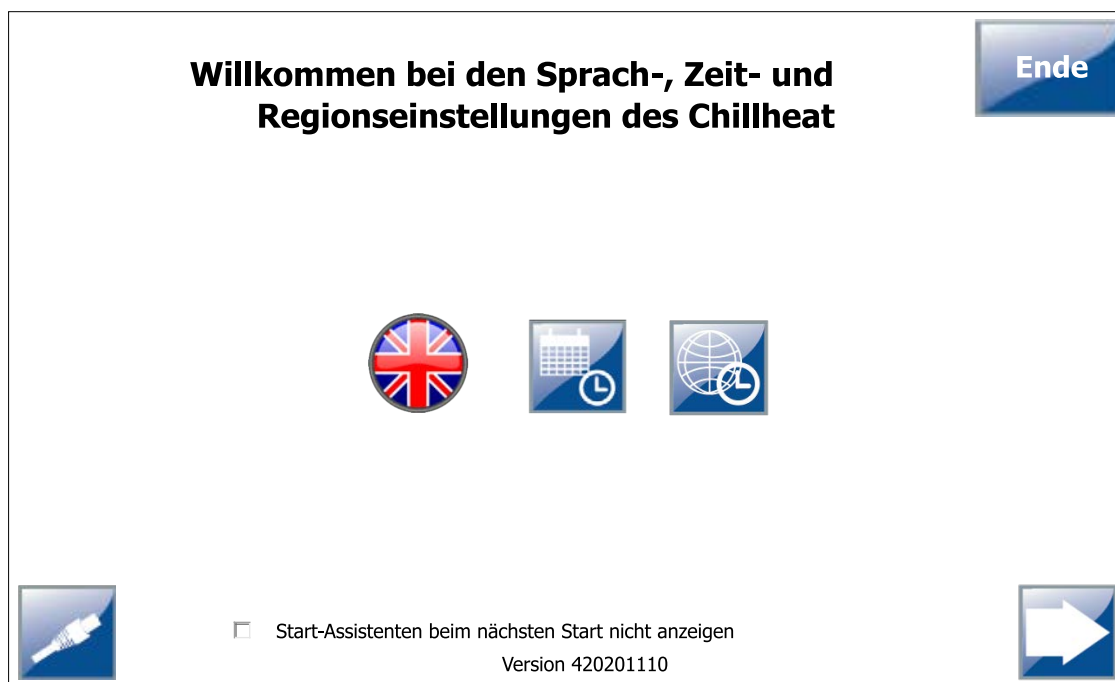 Willkommen bei den Sprach-, Zeit- und
Regionseinstellungen des Chillheat
Ende
Start-Assistenten beim nächsten Start nicht anzeigen
Version 420201110